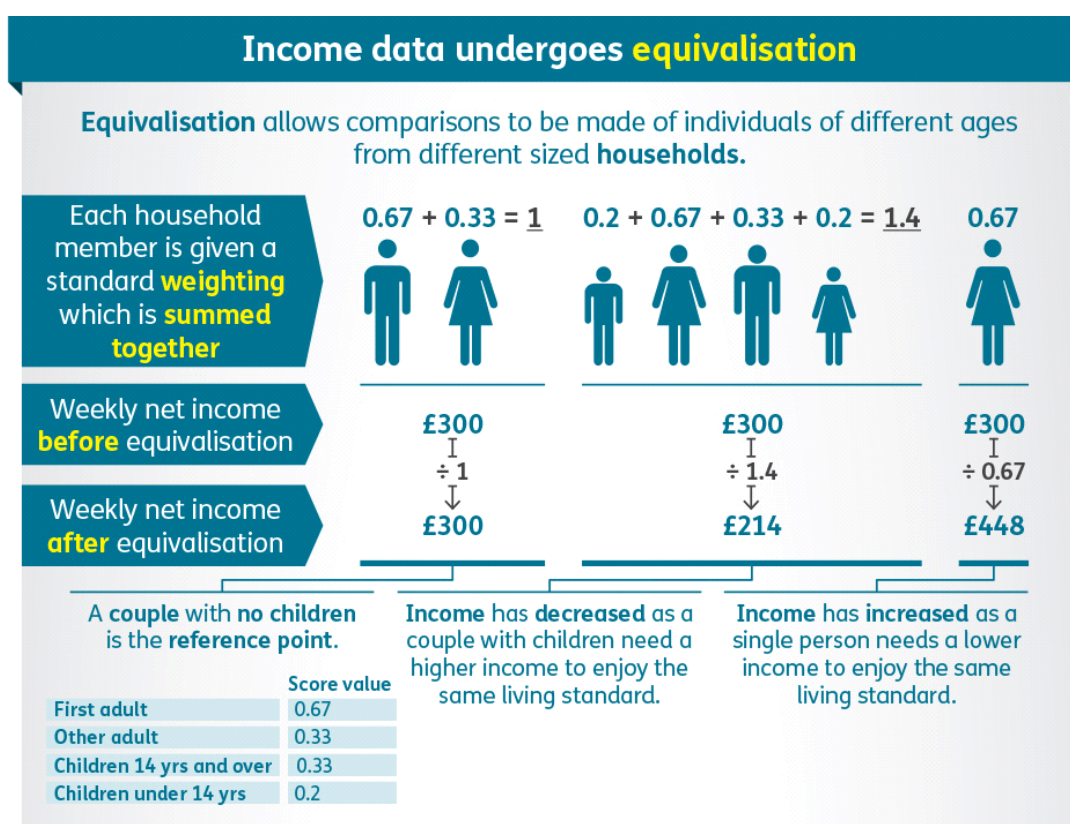 Income data undergoes equivalisation
Equivalisation allows comparisons to be made of individuals of different ages
from different sized households.
Each household
member is given a
standard weighting
which is summed
together
0.67 + 0.33 = 1
0.2 + 0.67 + 0.33 + 0.2 = 1.4
0.67
Weekly net income
before equivalisation
£300
£300
£300
÷ 1
÷ 1.4
÷ 0.67
Weekly net income
after equivalisation
£300
£214
£448
A couple with no children
is the reference point.
Income has decreased as a
couple with children need a
higher income to enjoy the
same living standard.
Income has increased as a
single person needs a lower
income to enjoy the same
living standard.
Score value
First adult 0.67
Other adult 0.33
Children 14 yrs and over 0.33
Children under 14 yrs 0.2